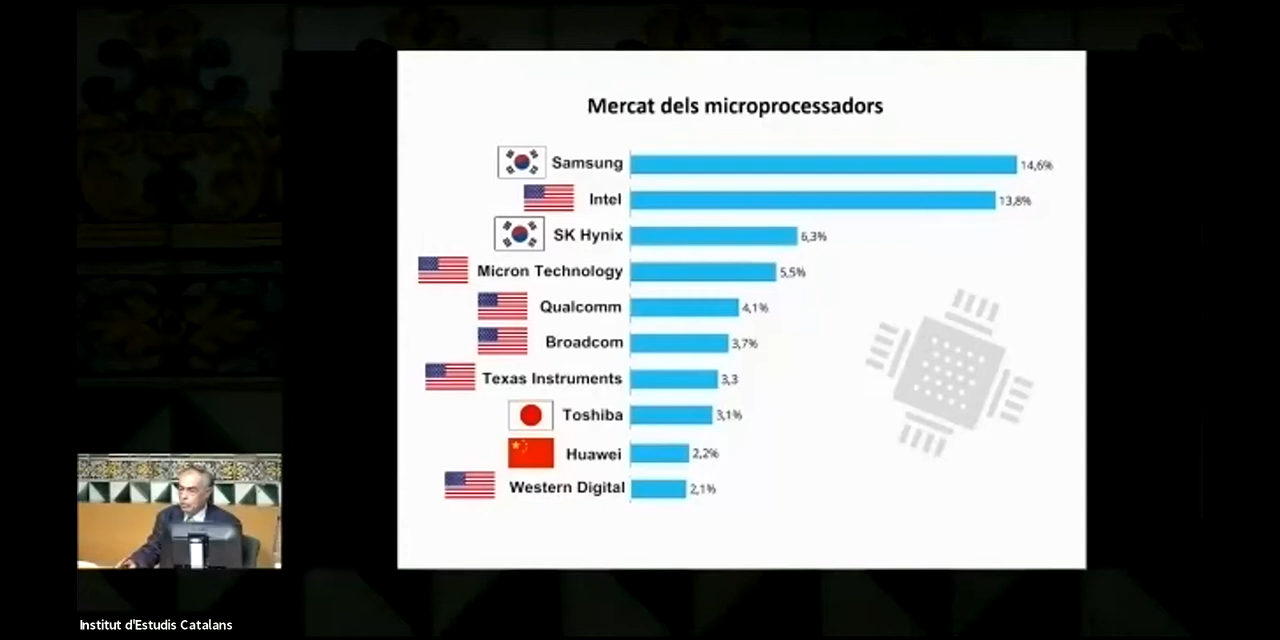 Mercat dels microprocessadors
Samsung 14,6%
Intel 13,8%
SK Hynix 6,3%
Micron Technology 5,5%
Qualcomm 4,1%
Broadcom 3,7%
Texas Instruments 3,3
Toshiba 3,1%
Huawei 2,2%
Western Digital 2,1%
Institut d'Estudis Catalans